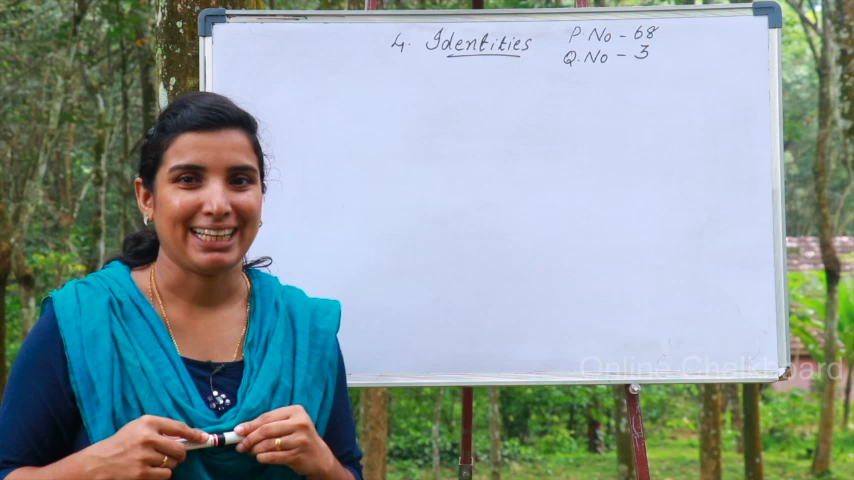 4. Identities P.No - 68
Q.No - 3
Online Chalkboard